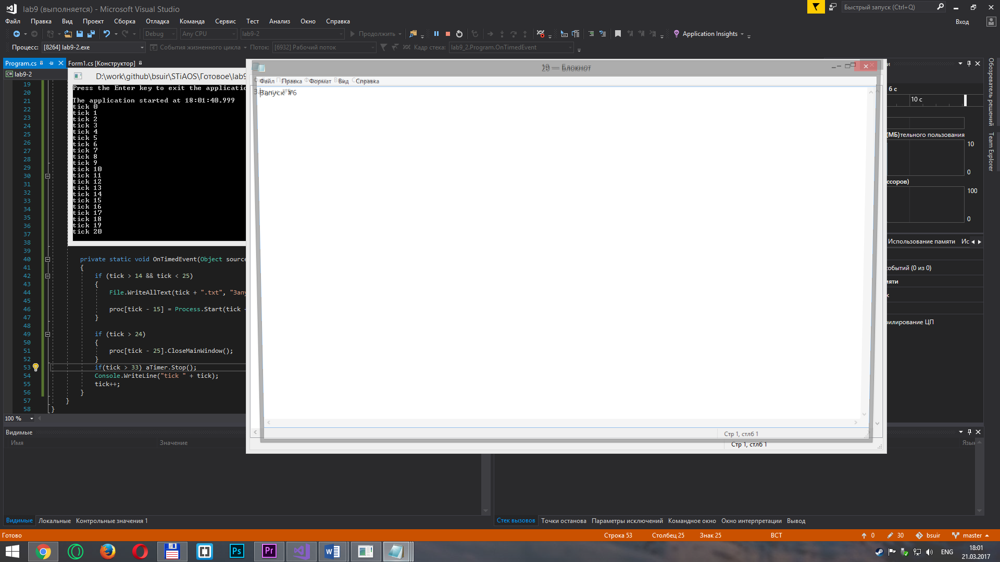 lab9 (выполняется) - Microsoft Visual Studio
Быстрый запуск (Ctrl+Q)
Файл Правка Вид Проект Сборка Отладка Команда Сервис Тест Анализ Окно Справка
Вход
Debug Any CPU lab9-2 Продолжить Application Insights
Процесс: [8264] lab9-2.exe События жизненного цикла Поток: [6932] Рабочий поток Кадр стека: lab9_2.Program.OnTimedEvent
Program.cs Form1.cs [Конструктор]
lab9-2
D:\work\github\bsuir\STiAOS\Готовое\lab9
Press the Enter key to exit the applicatio
The application started at 18:01:40.999
tick 0
tick 1
tick 2
tick 3
tick 4
tick 5
tick 6
tick 7
tick 8
tick 9
tick 10
tick 11
tick 12
tick 13
tick 14
tick 15
tick 16
tick 17
tick 18
tick 19
tick 20
19
20
21
22
23
24
25
26
27
28
29
30
31
32
33
34
35
36
37
38
39
40 private static void OnTimedEvent(Object source
41 {
42 if (tick > 14 && tick < 25)
43 {
44 File.WriteAllText(tick + ".txt", "Запу
45
46 proc[tick - 15] = Process.Start(tick
47 }
48
49 if (tick > 24)
50 {
51 proc[tick - 25].CloseMainWindow();
52 }
53 if(tick > 33) aTimer.Stop();
54 Console.WriteLine("tick " + tick);
55 tick++;
56 }
57 }
58 }
100 %
— Блокнот
Файл Правка Формат Вид Справка
Запуск №6
Стр 1, стлб 1
Стр 1, стлб 1
6 с
10 с
(МБ)тельного пользования
10
0
ссоров)
100
0
Использование памяти Ис
событий (0 из 0)
мяти
рилирование ЦП
Обозреватель решений
Team Explorer
Видимые
Имя Значение
Язык
Видимые Локальные Контрольные значения 1
Стек вызовов Точки останова Параметры исключений Командное окно Окно интерпретации Вывод
Готово Строка 53 Столбец 25 Знак 25 ВСТ 0 30 bsuir master
Ps Pr
ENG
18:01
21.03.2017